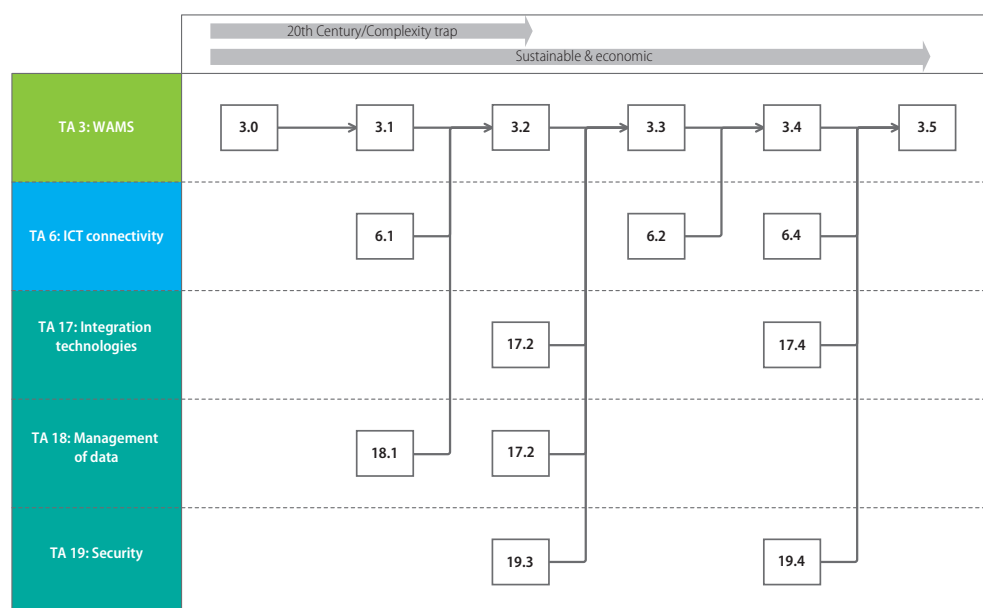 20th Century/Complexity trap
Sustainable & economic
TA 3: WAMS
3.0
3.1
3.2
3.3
3.4
3.5
TA 6: ICT connectivity
6.1
6.2
6.4
TA 17: Integration
technologies
17.2
17.4
TA 18: Management
of data
18.1
17.2
TA 19: Security
19.3
19.4